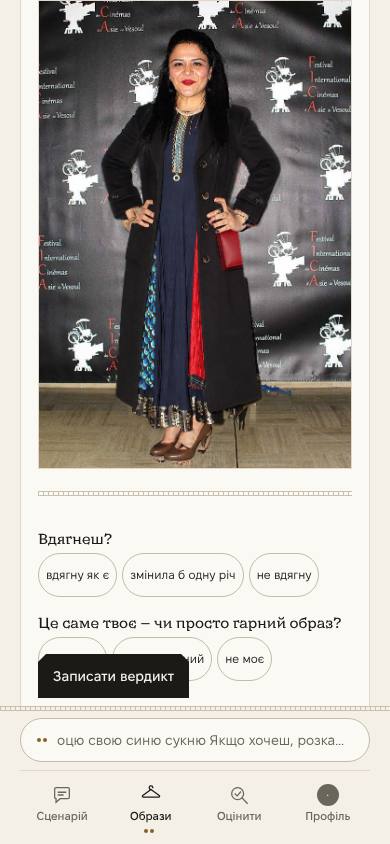 Festival
International
Cinémas
Asie de Vesoul
Вдягнеш?
вдягну як є
змінила б одну річ
не вдягну
Це саме твоє – чи просто гарний образ?
ний
не моє
Записати вердикт
оцю свою синю сукню Якщо хочеш, розка...
Сценарій
Образи
Оцінити
Профіль